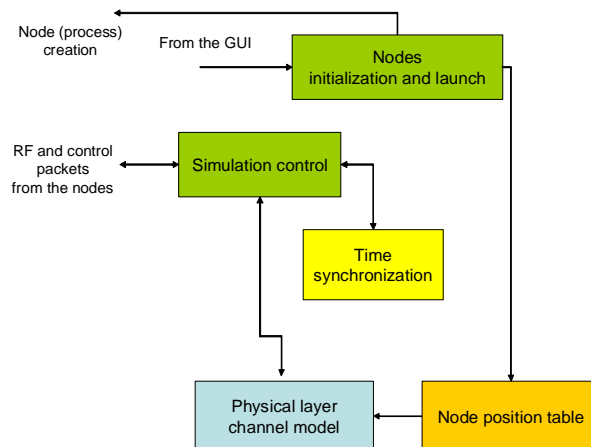 Node (process)
creation
From the GUI
Nodes
initialization and launch
RF and control
packets
from the nodes
Simulation control
Time
synchronization
Physical layer
channel model
Node position table